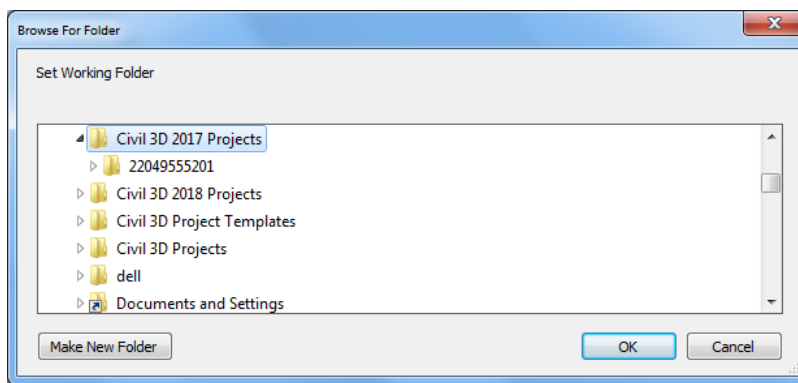 Browse For Folder
Set Working Folder
Civil 3D 2017 Projects
22049555201
Civil 3D 2018 Projects
Civil 3D Project Templates
Civil 3D Projects
dell
Documents and Settings
Make New Folder
OK
Cancel